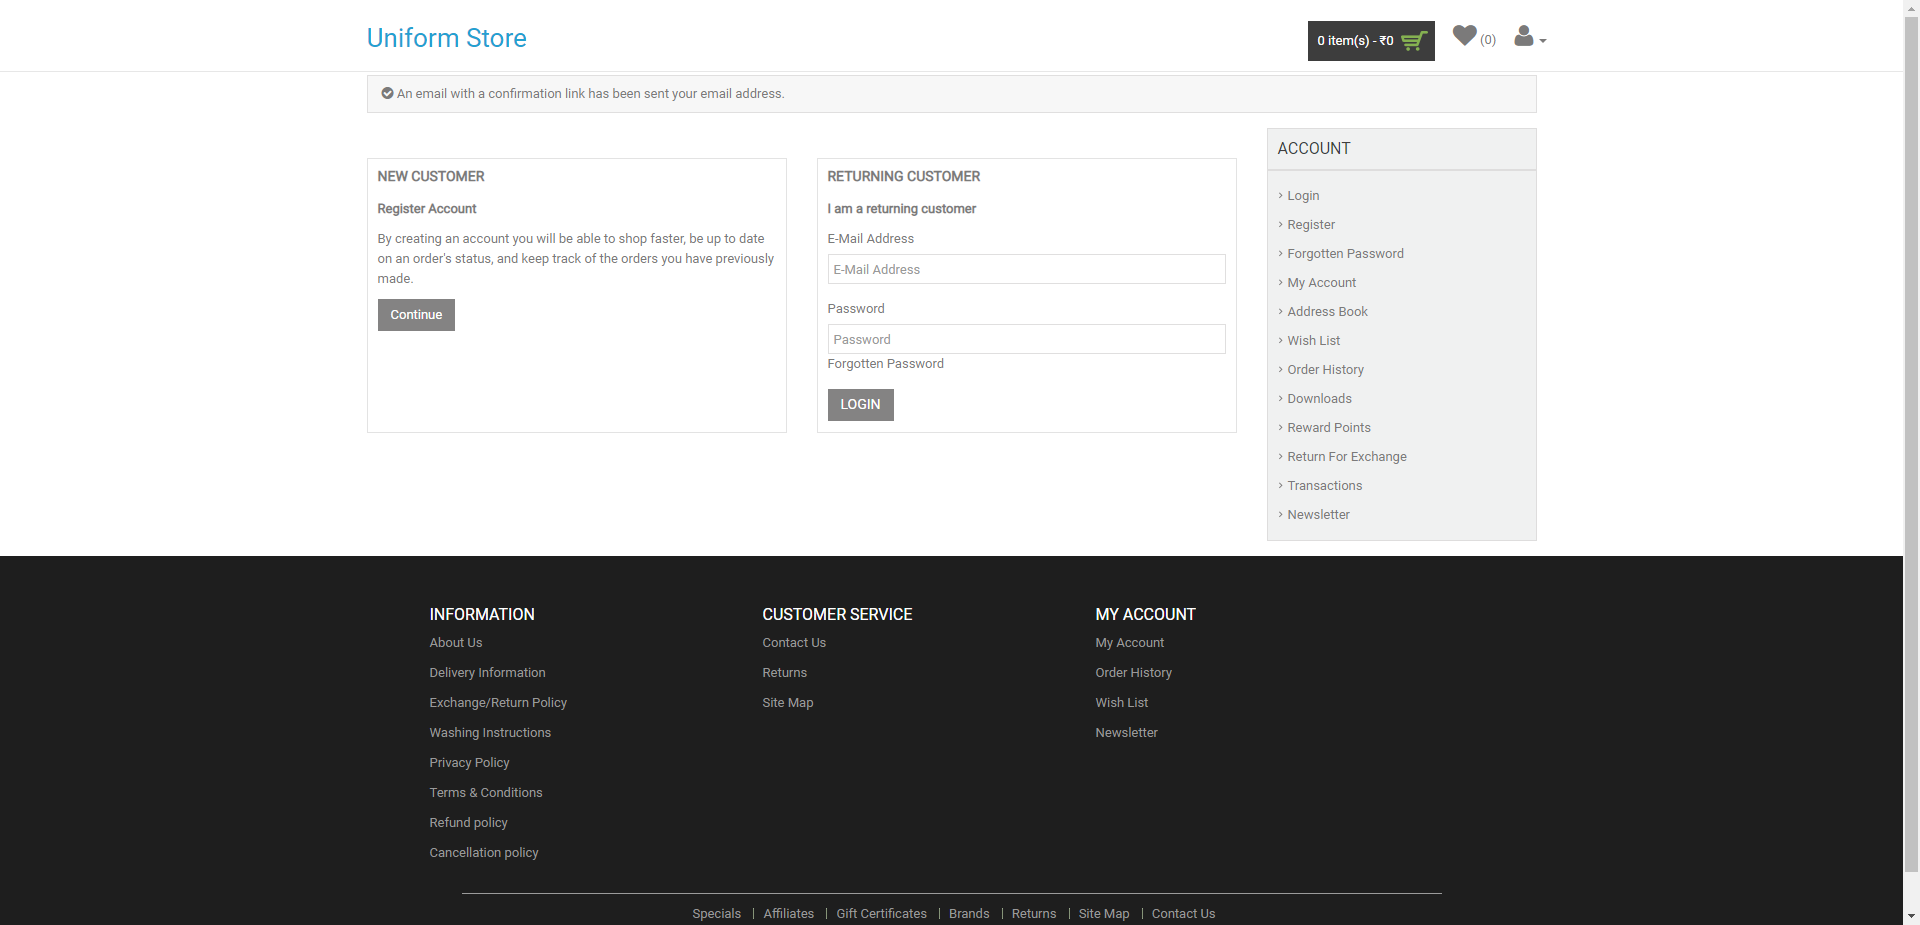 Uniform Store
0 item(s) - ₹0
(0)
An email with a confirmation link has been sent your email address.
NEW CUSTOMER
Register Account
By creating an account you will be able to shop faster, be up to date
on an order's status, and keep track of the orders you have previously
made.
Continue
RETURNING CUSTOMER
I am a returning customer
E-Mail Address
E-Mail Address
Password
Password
Forgotten Password
LOGIN
ACCOUNT
Login
Register
Forgotten Password
My Account
Address Book
Wish List
Order History
Downloads
Reward Points
Return For Exchange
Transactions
Newsletter
INFORMATION
About Us
Delivery Information
Exchange/Return Policy
Washing Instructions
Privacy Policy
Terms & Conditions
Refund policy
Cancellation policy
CUSTOMER SERVICE
Contact Us
Returns
Site Map
MY ACCOUNT
My Account
Order History
Wish List
Newsletter
Specials | Affiliates | Gift Certificates | Brands | Returns | Site Map | Contact Us